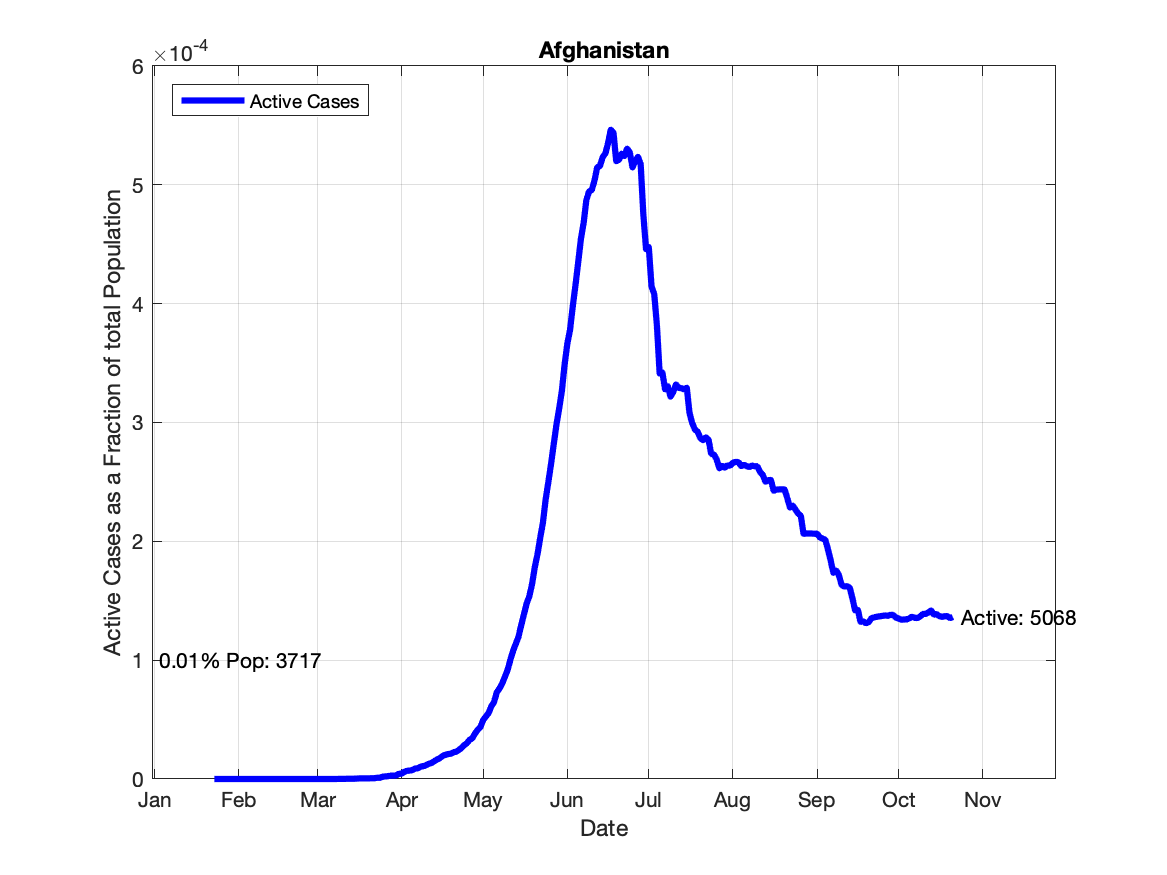 Afghanistan
×10-4
Active Cases
6
5
4
3
2
1
0
Active Cases as a Fraction of total Population
0.01% Pop: 3717
Active: 5068
Jan Feb Mar Apr May Jun Jul Aug Sep Oct Nov
Date